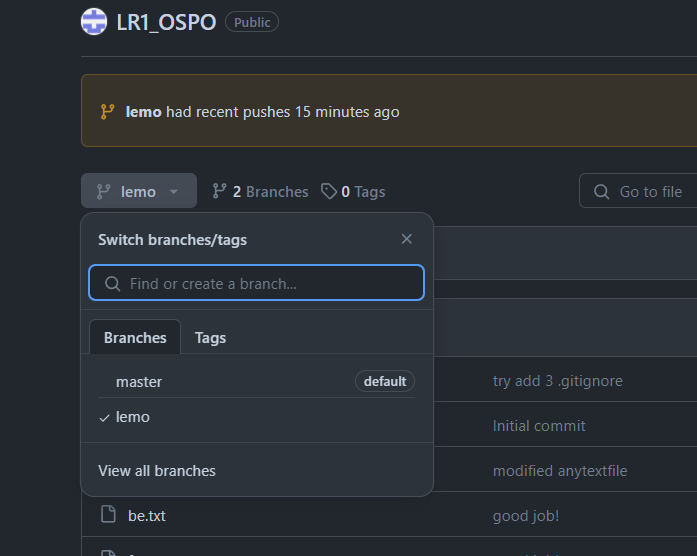 LR1_OSPO Public
lemo had recent pushes 15 minutes ago
lemo 2 Branches 0 Tags Go to file
Switch branches/tags
Find or create a branch...
Branches Tags
master default
try add 3 .gitignore
lemo
Initial commit
View all branches
modified anytextfile
be.txt good job!